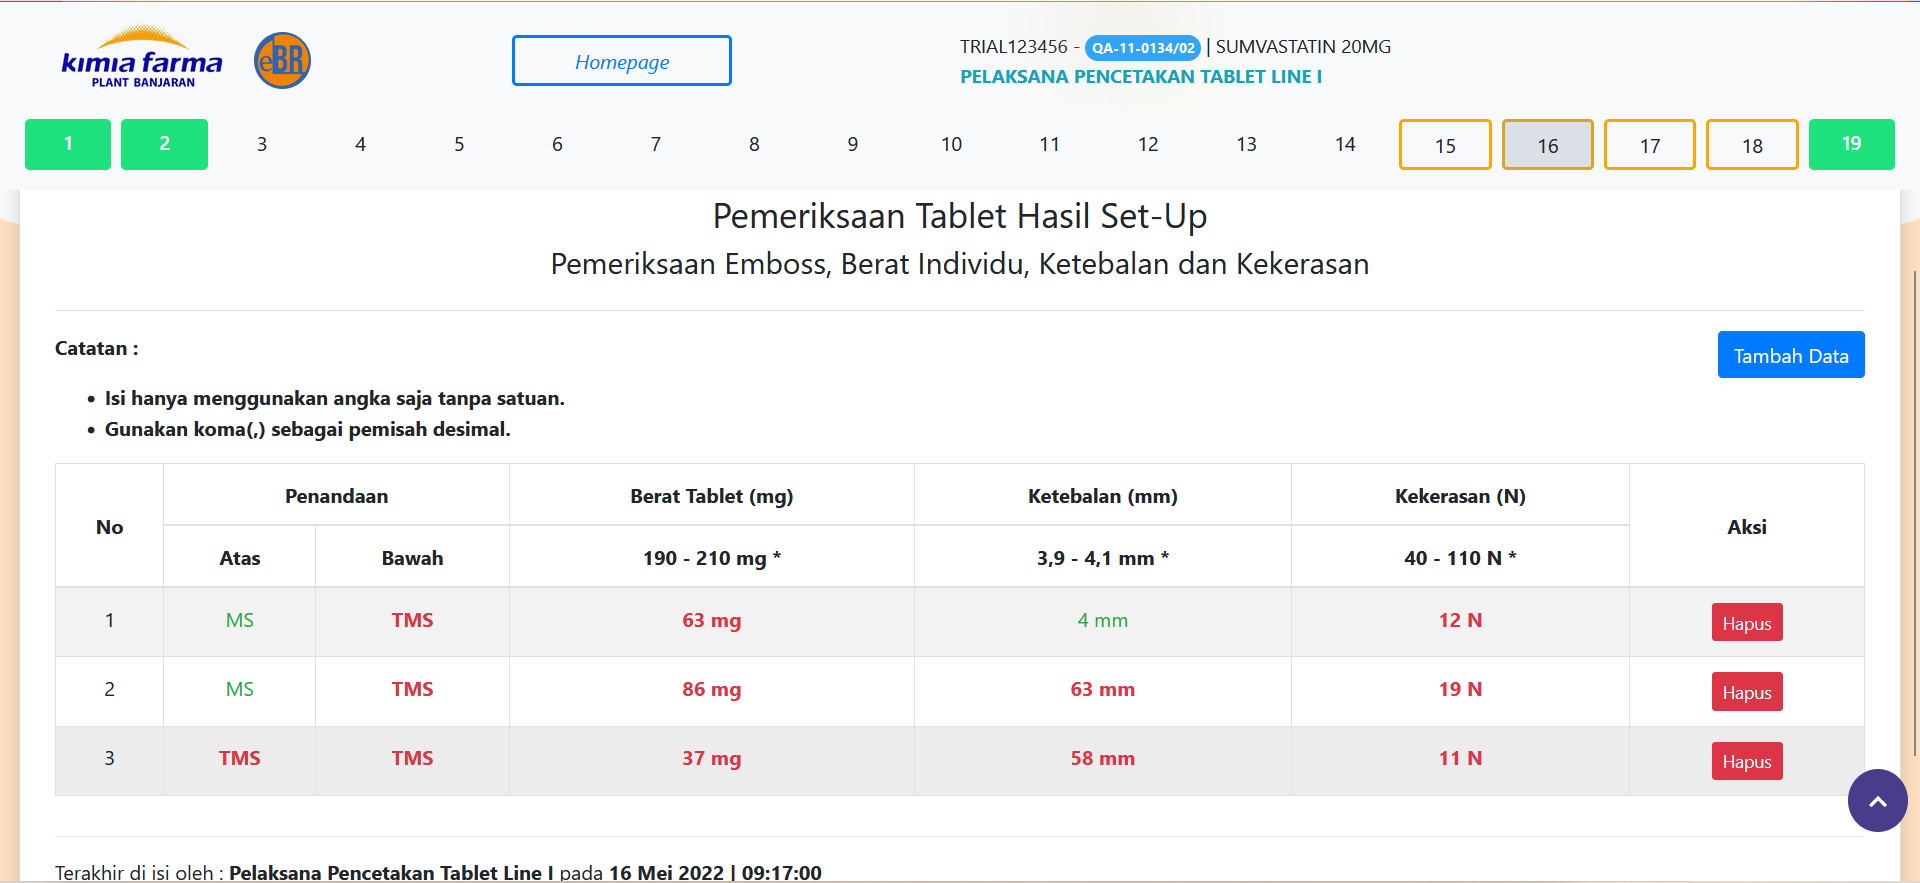 kimia farma
PLANT BANJARAN
eBR
Homepage
TRIAL123456 - QA-11-0134/02 | SUMVASTATIN 20MG
PELAKSANA PENCETAKAN TABLET LINE I
1 2 3 4 5 6 7 8 9 10 11 12 13 14 15 16 17 18 19
Pemeriksaan Tablet Hasil Set-Up
Pemeriksaan Emboss, Berat Individu, Ketebalan dan Kekerasan
Catatan :
Tambah Data
• Isi hanya menggunakan angka saja tanpa satuan.
• Gunakan koma(,) sebagai pemisah desimal.
No Penandaan Berat Tablet (mg) Ketebalan (mm) Kekerasan (N) Aksi
Atas Bawah 190 - 210 mg * 3,9 - 4,1 mm * 40 - 110 N *
1 MS TMS 63 mg 4 mm 12 N Hapus
2 MS TMS 86 mg 63 mm 19 N Hapus
3 TMS TMS 37 mg 58 mm 11 N Hapus
Terakhir di isi oleh : Pelaksana Pencetakan Tablet Line I pada 16 Mei 2022 | 09:17:00